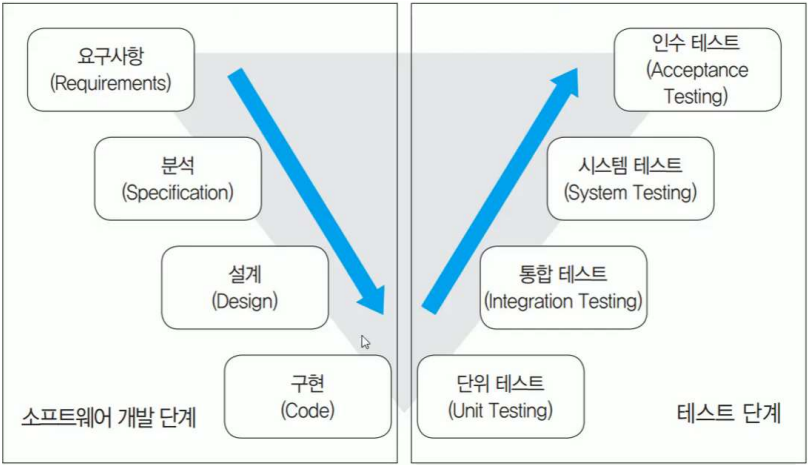 요구사항
(Requirements)
분석
(Specification)
설계
(Design)
구현
(Code)
소프트웨어 개발 단계
인수 테스트
(Acceptance
Testing)
시스템 테스트
(System Testing)
통합 테스트
(Integration Testing)
단위 테스트
(Unit Testing)
테스트 단계